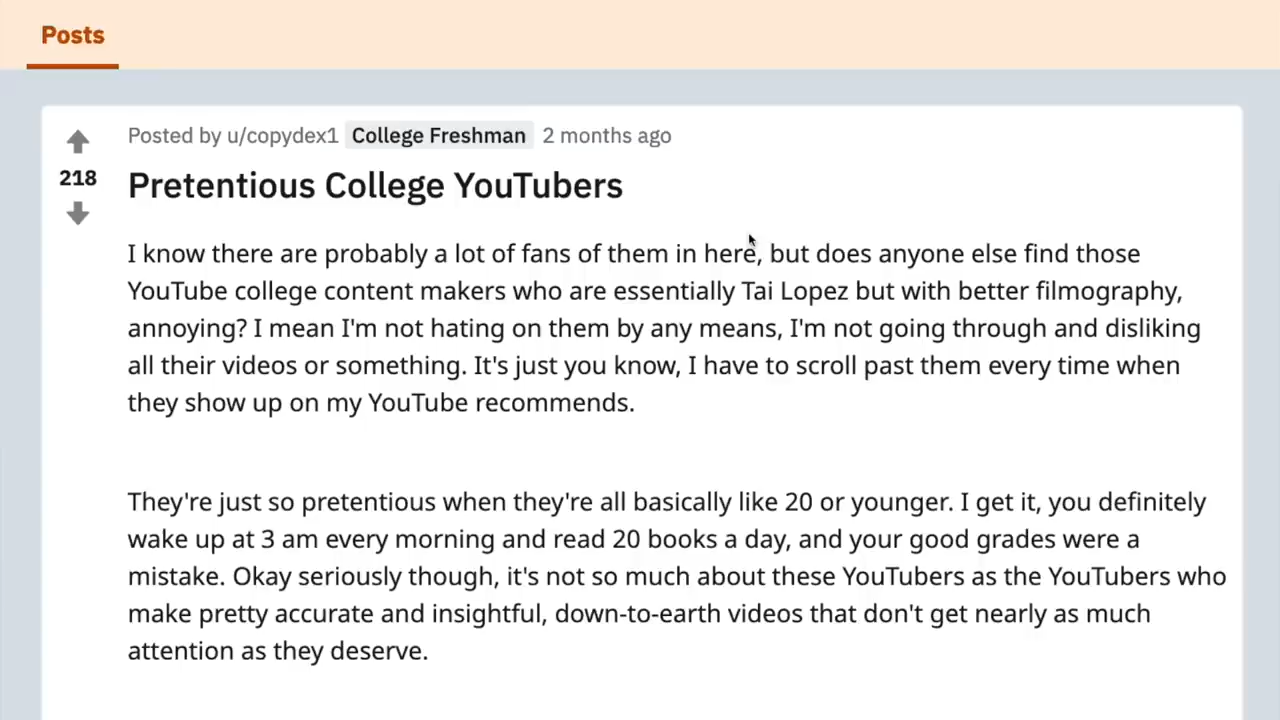 Posts
Posted by u/copydex1 College Freshman 2 months ago
218
Pretentious College YouTubers
I know there are probably a lot of fans of them in here, but does anyone else find those
YouTube college content makers who are essentially Tai Lopez but with better filmography,
annoying? I mean I'm not hating on them by any means, I'm not going through and disliking
all their videos or something. It's just you know, I have to scroll past them every time when
they show up on my YouTube recommends.
They're just so pretentious when they're all basically like 20 or younger. I get it, you definitely
wake up at 3 am every morning and read 20 books a day, and your good grades were a
mistake. Okay seriously though, it's not so much about these YouTubers as the YouTubers who
make pretty accurate and insightful, down-to-earth videos that don't get nearly as much
attention as they deserve.